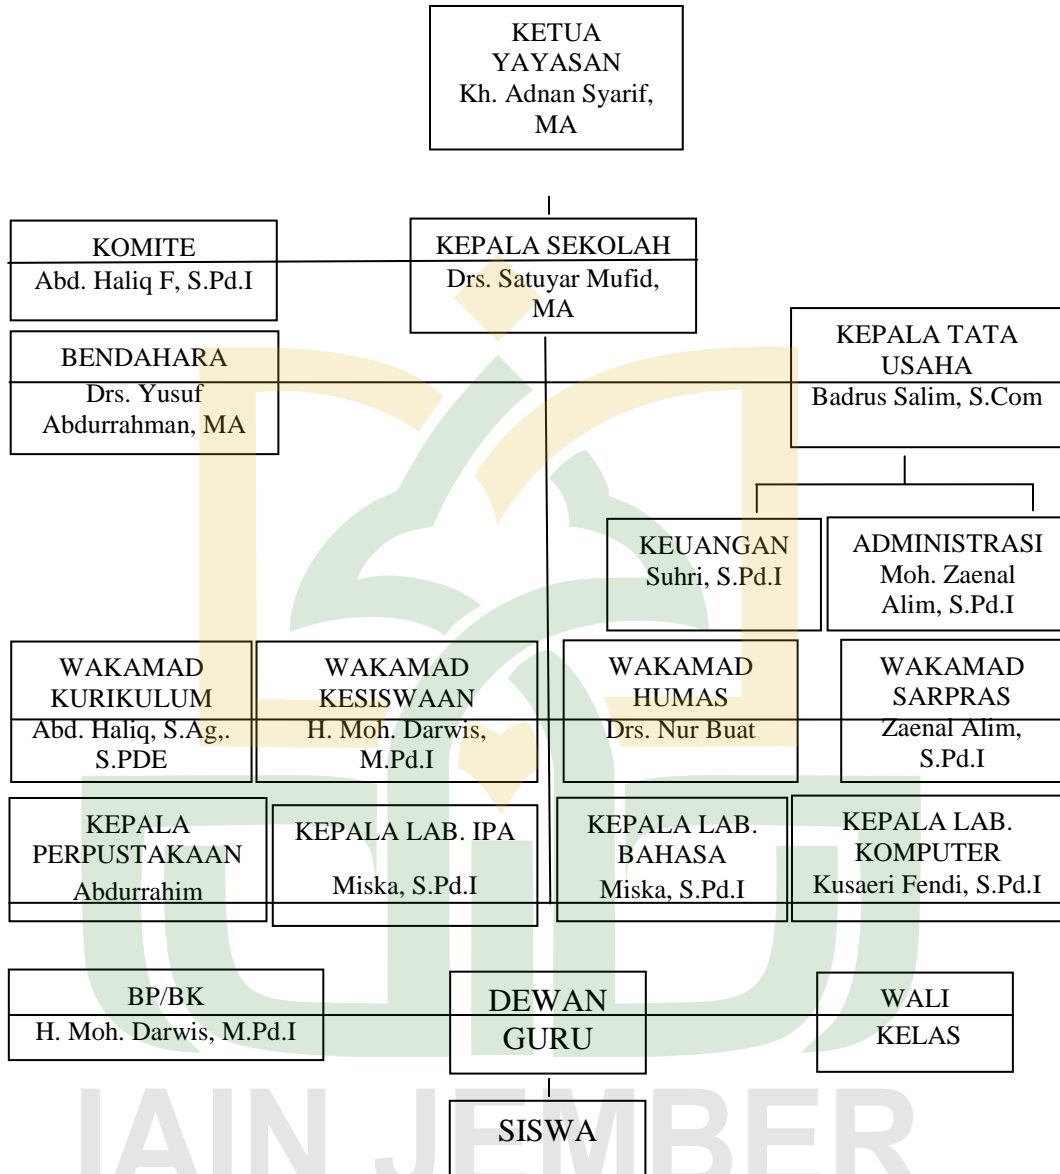 KETUA
YAYASAN
Kh. Adnan Syarif,
MA
KOMITE
Abd. Haliq F, S.Pd.I
KEPALA SEKOLAH
Drs. Satuyar Mufid,
MA
BENDAHARA
Drs. Yusuf
Abdurrahman, MA
KEPALA TATA
USAHA
Badrus Salim, S.Com
KEUANGAN
Suhri, S.Pd.I
ADMINISTRASI
Moh. Zaenal
Alim, S.Pd.I
WAKAMAD
KURIKULUM
Abd. Haliq, S.Ag,.
S.PDE
WAKAMAD
KESISWAAN
H. Moh. Darwis,
M.Pd.I
WAKAMAD
HUMAS
Drs. Nur Buat
WAKAMAD
SARPRAS
Zaenal Alim,
S.Pd.I
KEPALA
PERPUSTAKAAN
Abdurrahim
KEPALA LAB. IPA
Miska, S.Pd.I
KEPALA LAB.
BAHASA
Miska, S.Pd.I
KEPALA LAB.
KOMPUTER
Kusaeri Fendi, S.Pd.I
BP/BK
H. Moh. Darwis, M.Pd.I
DEWAN
GURU
WALI
KELAS
SISWA
IAIN JEMBER